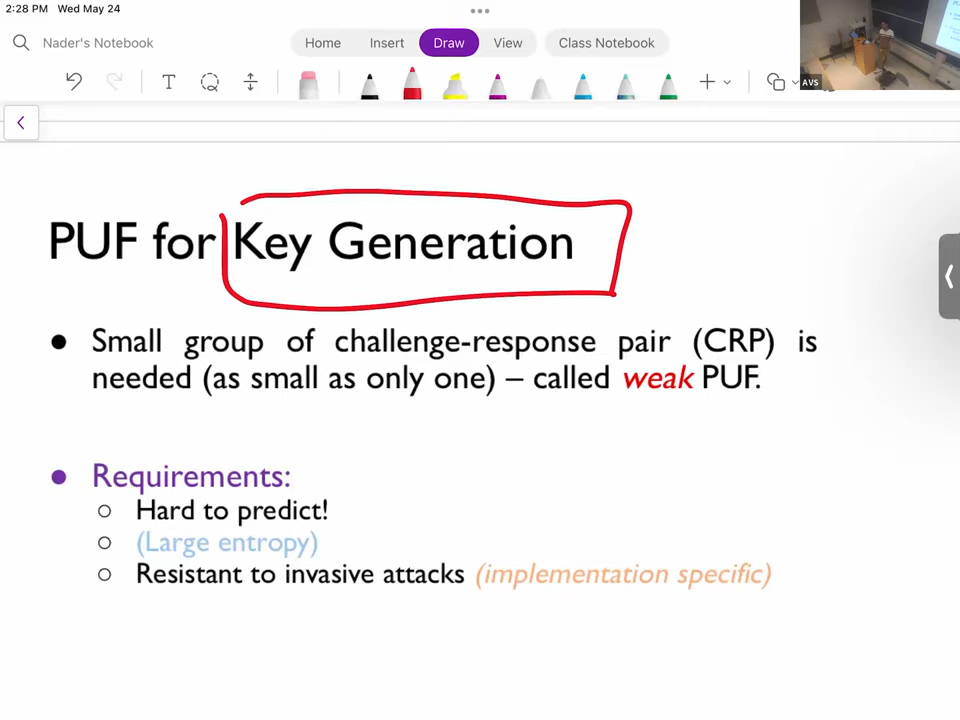 2:28 PM Wed May 24
Nader's Notebook
Home Insert Draw View Class Notebook
T
AVS
PUF for Key Generation
● Small group of challenge-response pair (CRP) is
needed (as small as only one) – called weak PUF.
● Requirements:
○ Hard to predict!
○ (Large entropy)
○ Resistant to invasive attacks (implementation specific)